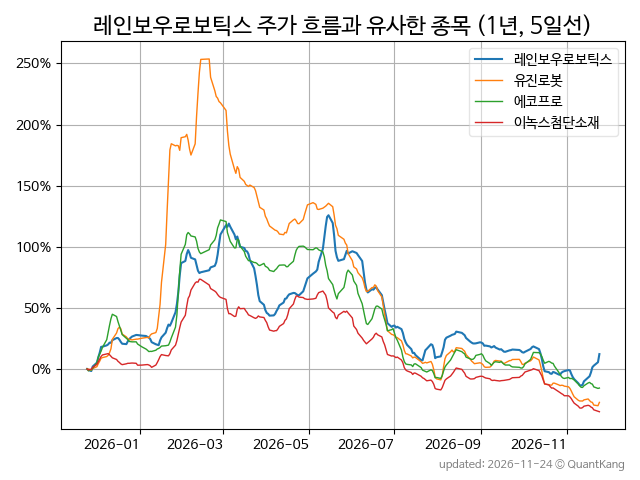 레인보우로보틱스 주가 흐름과 유사한 종목 (1년, 5일선)
레인보우로보틱스
유진로봇
에코프로
이녹스첨단소재
250%
200%
150%
100%
50%
0%
2026-01
2026-03
2026-05
2026-07
2026-09
2026-11
updated: 2026-11-24 © QuantKang